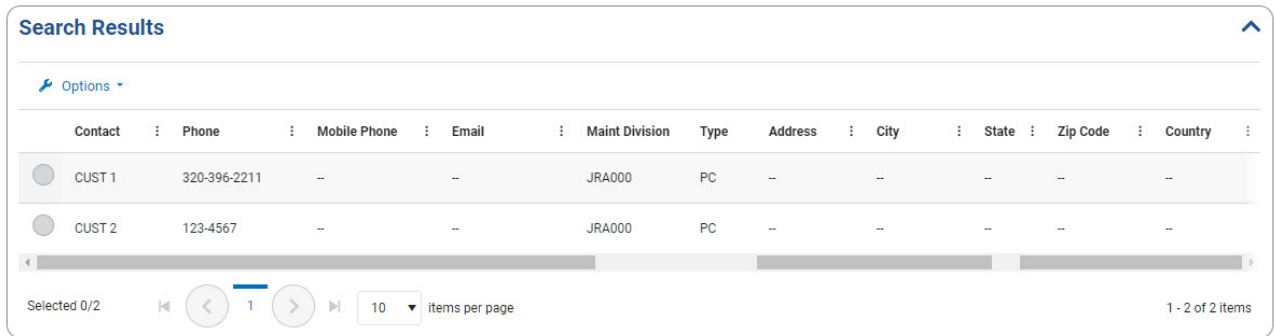 Search Results
Options
Contact Phone Mobile Phone Email Maint Division Type Address City State Zip Code Country
CUST 1 320-396-2211 -- -- JRA000 PC -- -- -- -- --
CUST 2 123-4567 -- -- JRA000 PC -- -- -- -- --
Selected 0/2 1 10 items per page 1 - 2 of 2 items